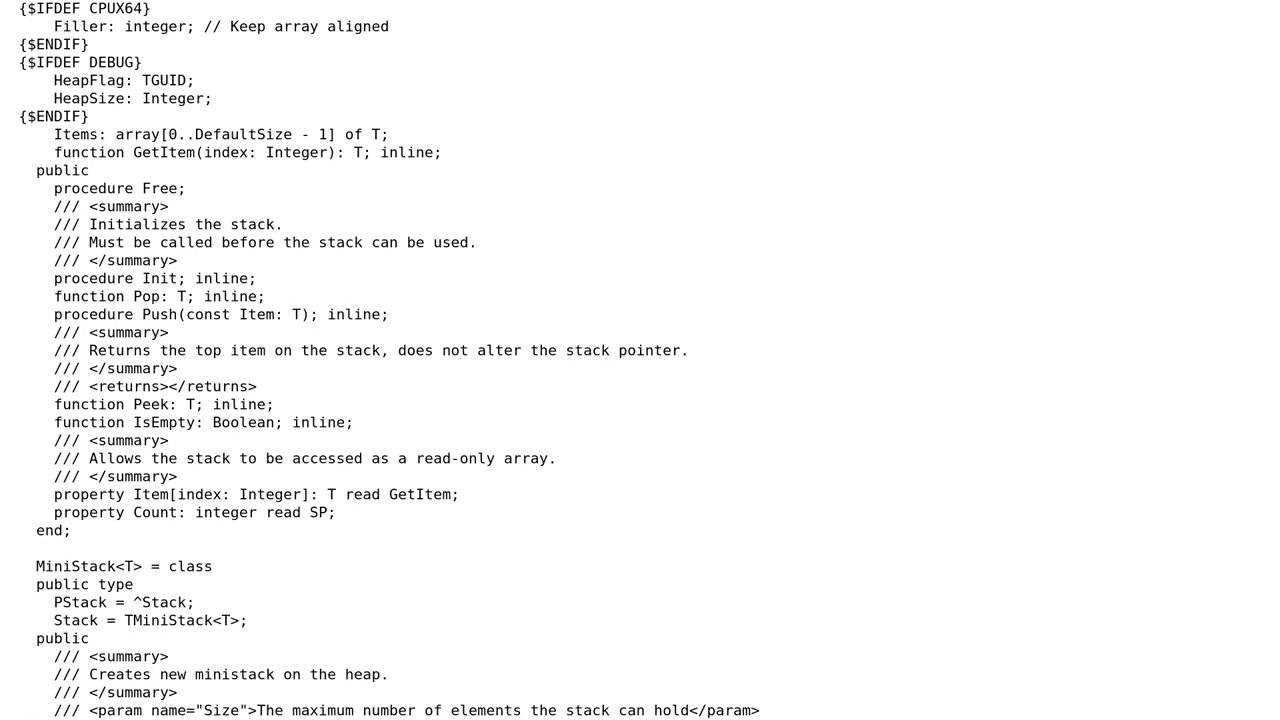 {$IFDEF CPUX64}
    Filler: integer; // Keep array aligned
{$ENDIF}
{$IFDEF DEBUG}
    HeapFlag: TGUID;
    HeapSize: Integer;
{$ENDIF}
    Items: array[0..DefaultSize - 1] of T;
    function GetItem(index: Integer): T; inline;
  public
    procedure Free;
    /// <summary>
    /// Initializes the stack.
    /// Must be called before the stack can be used.
    /// </summary>
    procedure Init; inline;
    function Pop: T; inline;
    procedure Push(const Item: T); inline;
    /// <summary>
    /// Returns the top item on the stack, does not alter the stack pointer.
    /// </summary>
    /// <returns></returns>
    function Peek: T; inline;
    function IsEmpty: Boolean; inline;
    /// <summary>
    /// Allows the stack to be accessed as a read-only array.
    /// </summary>
    property Item[index: Integer]: T read GetItem;
    property Count: integer read SP;
  end;

  MiniStack<T> = class
  public type
    PStack = ^Stack;
    Stack = TMiniStack<T>;
  public
    /// <summary>
    /// Creates new ministack on the heap.
    /// </summary>
    /// <param name="Size">The maximum number of elements the stack can hold</param>